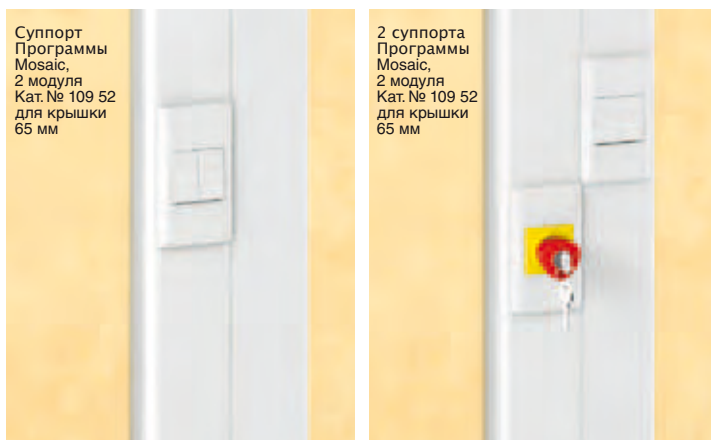 Суппорт
Программы
Mosaic,
2 модуля
Кат. № 109 52
для крышки
65 мм
2 суппорта
Программы
Mosaic,
2 модуля
Кат. № 109 52
для крышки
65 мм